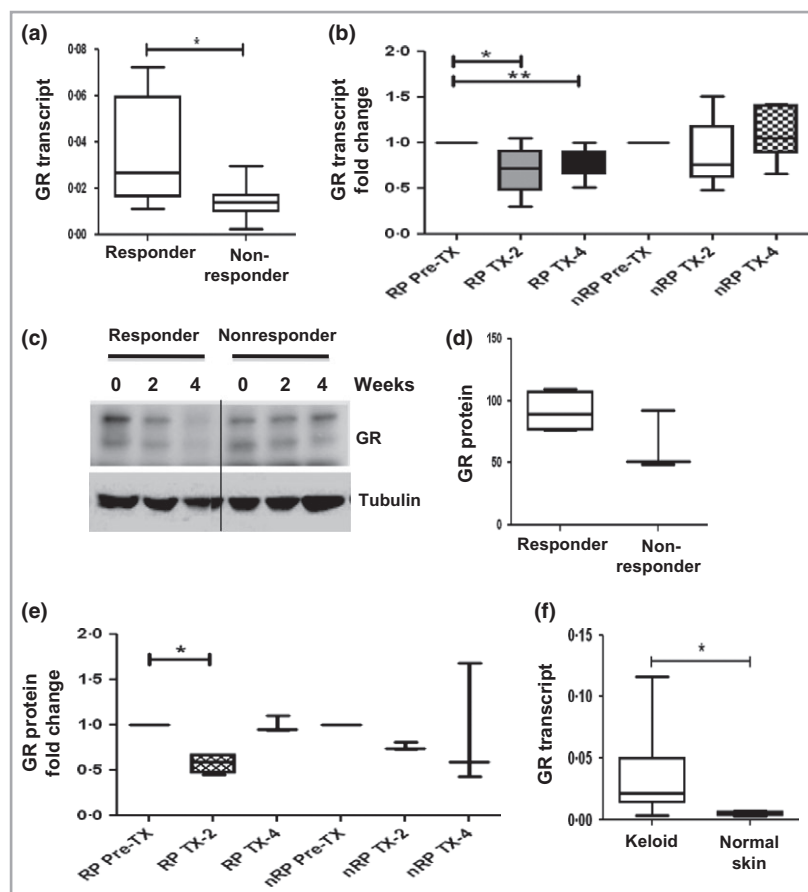 (a)
*
GR transcript
0·08
0·06
0·04
0·02
0·00
Responder
Non-
responder
(b)
*
**
GR transcript
fold change
2·0
1·5
1·0
0·5
0·0
RP Pre-TX
RP TX-2
RP TX-4
nRP Pre-TX
nRP TX-2
nRP TX-4
(c)
Responder Nonresponder
0 2 4 0 2 4 Weeks
GR
Tubulin
(d)
GR protein
150
100
50
0
Responder
Non-
responder
(e)
*
GR protein
fold change
2·0
1·5
1·0
0·5
0·0
RP Pre-TX
RP TX-2
RP TX-4
nRP Pre-TX
nRP TX-2
nRP TX-4
(f)
*
GR transcript
0·15
0·10
0·05
0·00
Keloid
Normal
skin